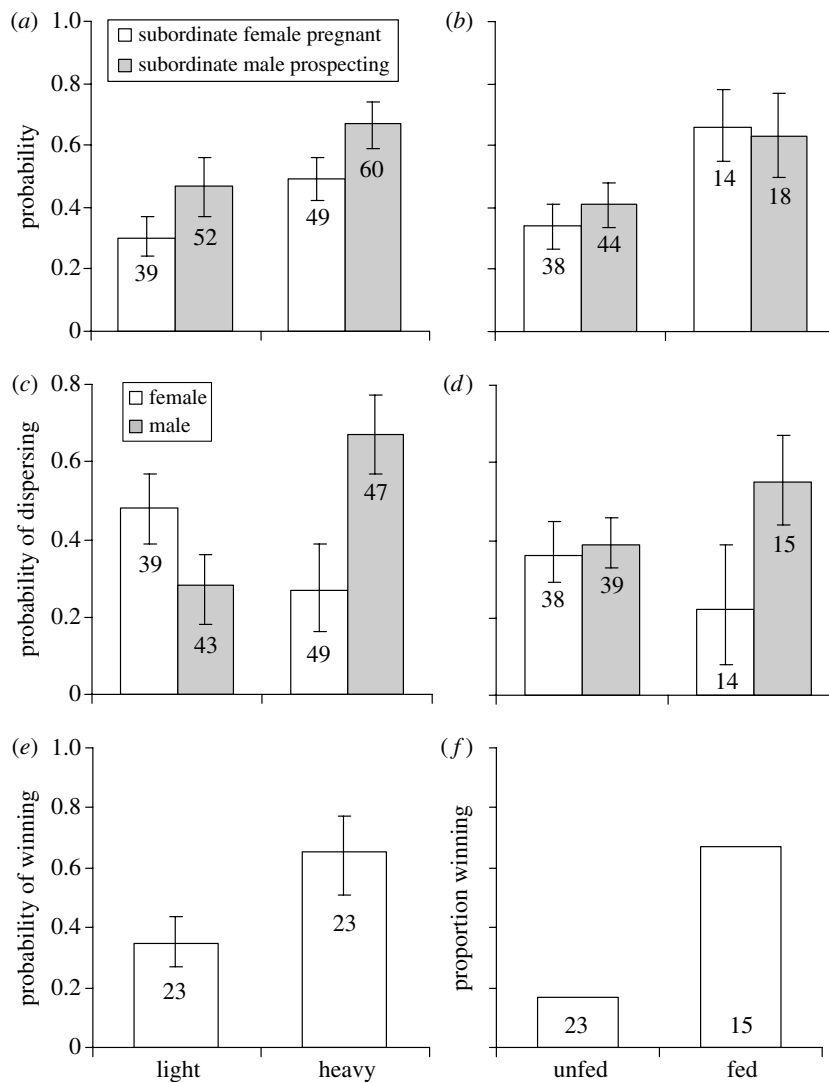 (a)
1.0
subordinate female pregnant
subordinate male prospecting
0.8
0.6
0.4
0.2
0
probability
39
52
49
60
(b)
38
44
14
18
(c)
0.8
female
male
0.6
0.4
0.2
0
probability of dispersing
39
43
49
47
(d)
38
39
14
15
(e)
1.0
0.8
0.6
0.4
0.2
0
probability of winning
23
23
light
heavy
(f)
proportion winning
23
15
unfed
fed